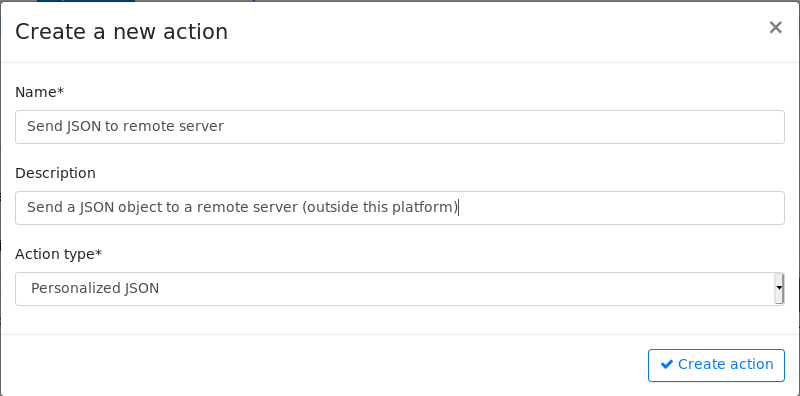 Create a new action
×
Name*
Send JSON to remote server
Description
Send a JSON object to a remote server (outside this platform)
Action type*
Personalized JSON
Create action